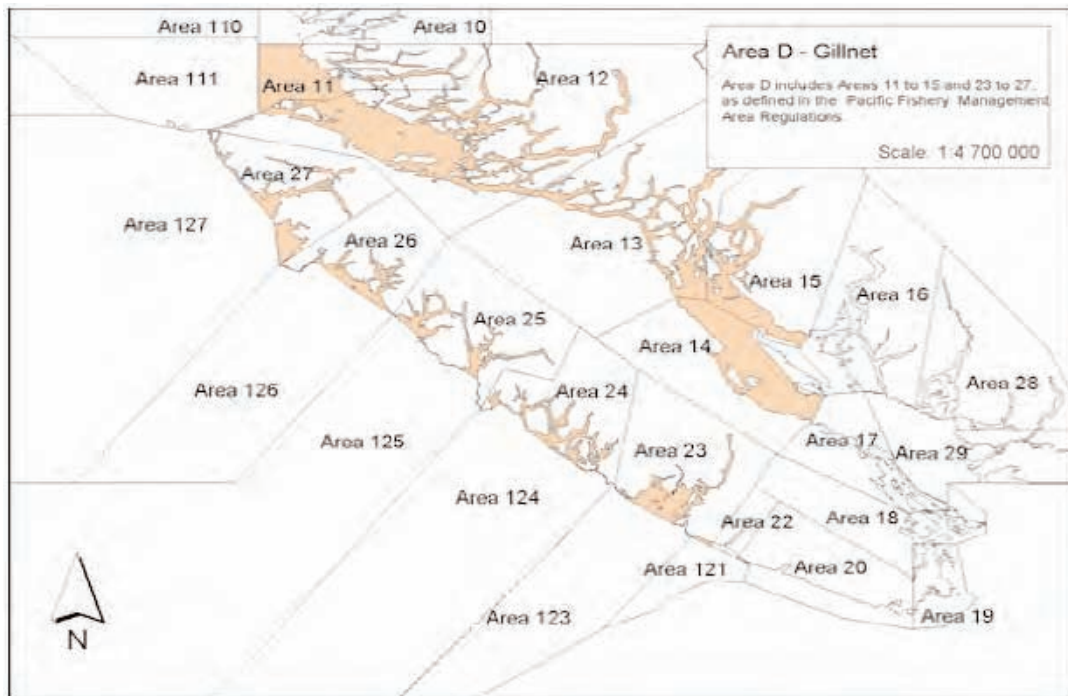 Area 110
Area 10
Area 111
Area 11
Area 12
Area D - Gillnet
Area D includes Areas 11 to 15 and 23 to 27,
as defined in the Pacific Fishery Management
Area Regulations
Scale: 1:4 700 000
Area 27
Area 127
Area 26
Area 13
Area 15
Area 16
Area 25
Area 14
Area 126
Area 24
Area 28
Area 125
Area 23
Area 17
Area 29
Area 124
Area 22
Area 18
Area 121
Area 20
Area 123
Area 19
N